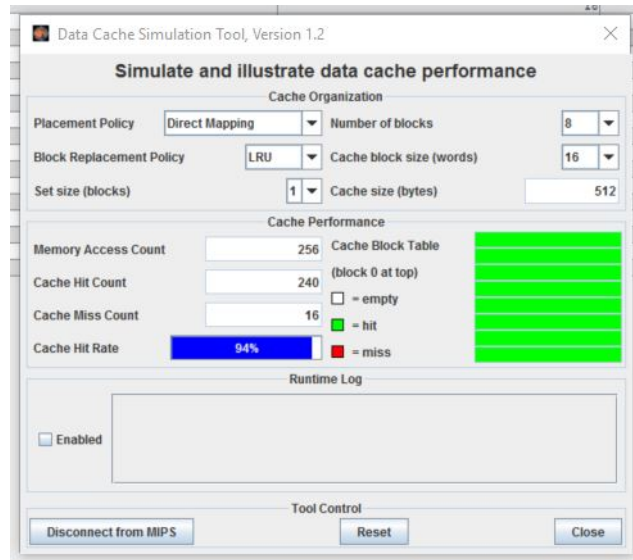 Data Cache Simulation Tool, Version 1.2
Simulate and illustrate data cache performance
Cache Organization
Placement Policy Direct Mapping Number of blocks 8
Block Replacement Policy LRU Cache block size (words) 16
Set size (blocks) 1 Cache size (bytes) 512
Cache Performance
Memory Access Count 256 Cache Block Table
(block 0 at top)
Cache Hit Count 240
= empty
Cache Miss Count 16
= hit
Cache Hit Rate 94%
= miss
Runtime Log
Enabled
Tool Control
Disconnect from MIPS Reset Close